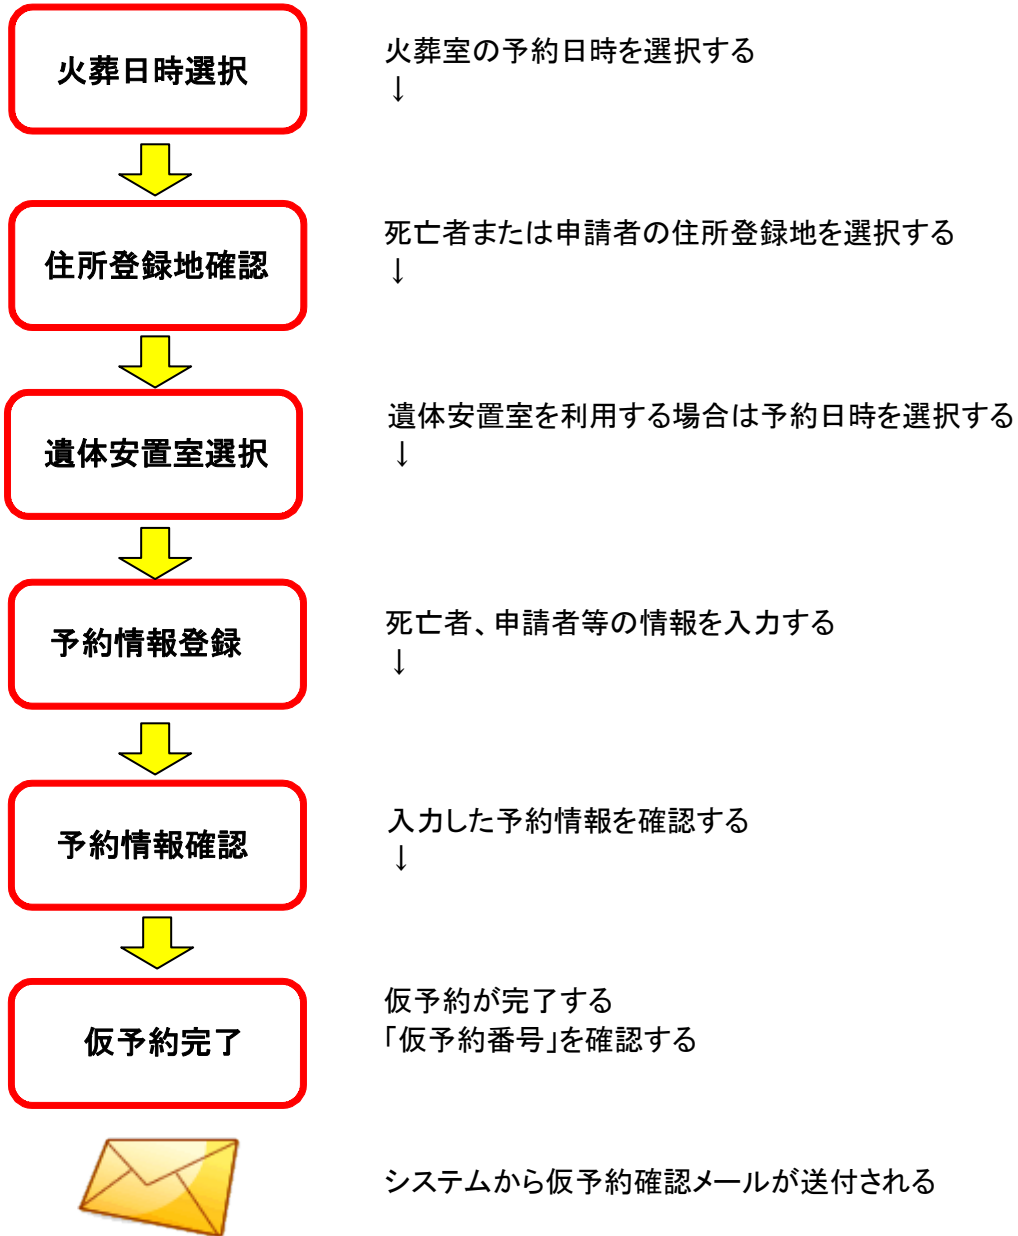 火葬日時選択
火葬室の予約日時を選択する
↓
住所登録地確認
死亡者または申請者の住所登録地を選択する
↓
遺体安置室選択
遺体安置室を利用する場合は予約日時を選択する
↓
予約情報登録
死亡者、申請者等の情報を入力する
↓
予約情報確認
入力した予約情報を確認する
↓
仮予約完了
仮予約が完了する
「仮予約番号」を確認する
システムから仮予約確認メールが送付される